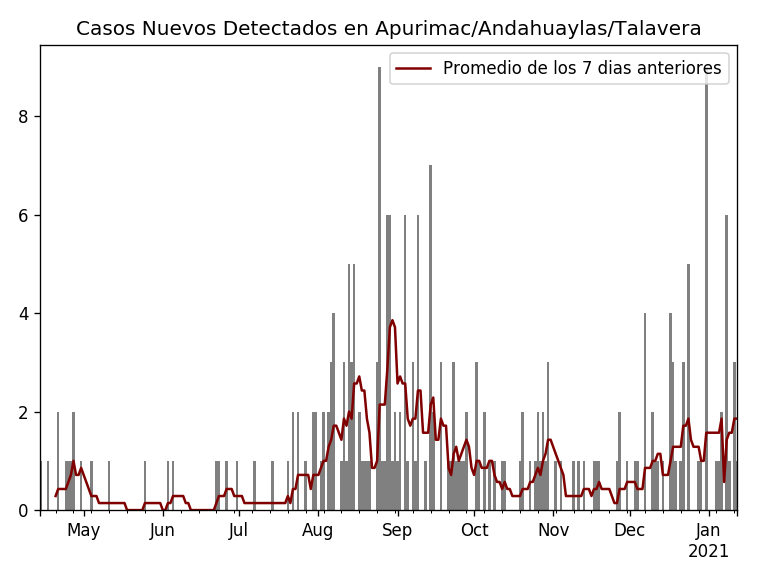 Casos Nuevos Detectados en Apurimac/Andahuaylas/Talavera
Promedio de los 7 dias anteriores
8
6
4
2
0
May Jun Jul Aug Sep Oct Nov Dec Jan
2021